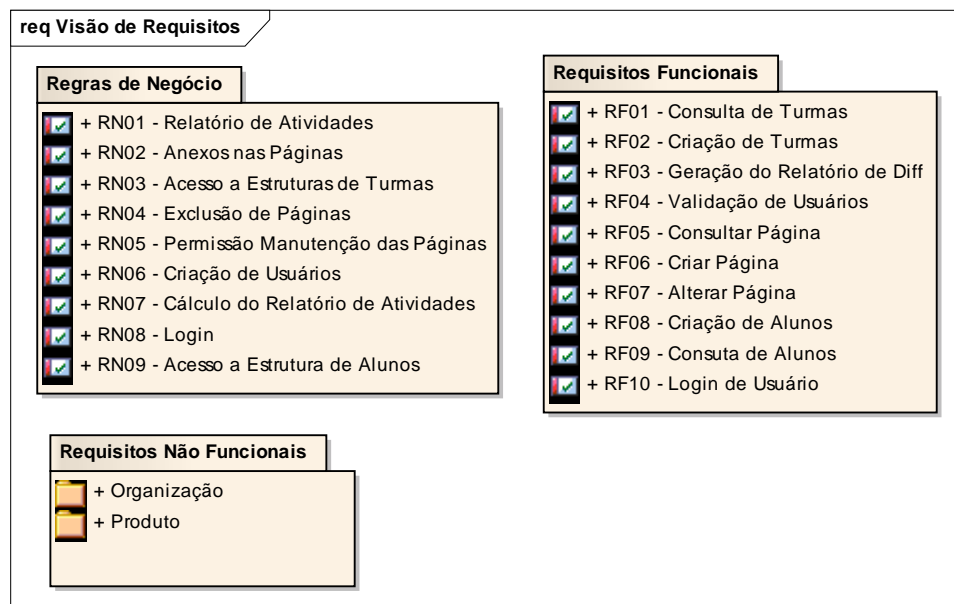 req Visão de Requisitos
Regras de Negócio
+ RN01 - Relatório de Atividades
+ RN02 - Anexos nas Páginas
+ RN03 - Acesso a Estruturas de Turmas
+ RN04 - Exclusão de Páginas
+ RN05 - Permissão Manutenção das Páginas
+ RN06 - Criação de Usuários
+ RN07 - Cálculo do Relatório de Atividades
+ RN08 - Login
+ RN09 - Acesso a Estrutura de Alunos
Requisitos Funcionais
+ RF01 - Consulta de Turmas
+ RF02 - Criação de Turmas
+ RF03 - Geração do Relatório de Diff
+ RF04 - Validação de Usuários
+ RF05 - Consultar Página
+ RF06 - Criar Página
+ RF07 - Alterar Página
+ RF08 - Criação de Alunos
+ RF09 - Consuta de Alunos
+ RF10 - Login de Usuário
Requisitos Não Funcionais
+ Organização
+ Produto